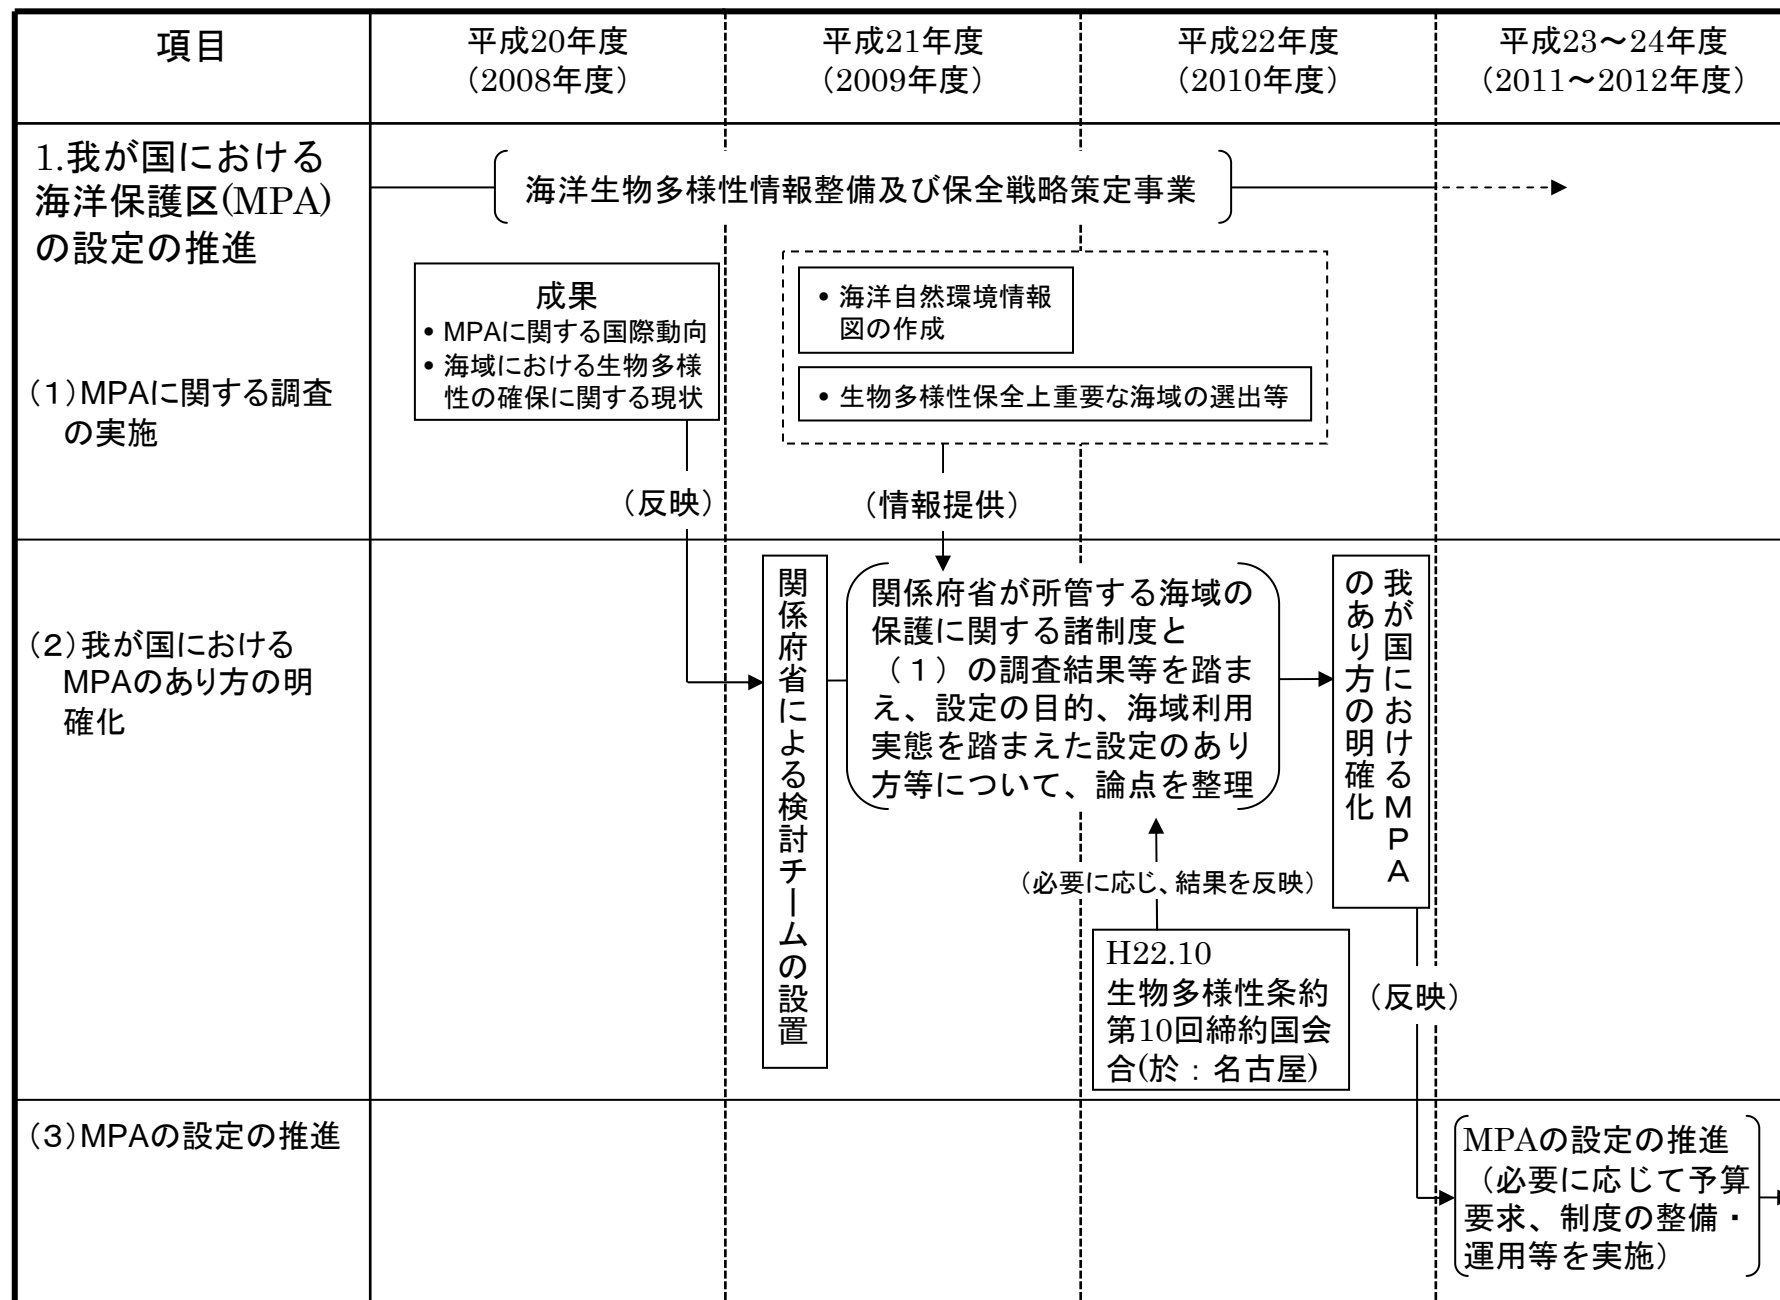 項目
平成20年度
（2008年度）
平成21年度
（2009年度）
平成22年度
（2010年度）
平成23～24年度
（2011～2012年度）
1.我が国における
海洋保護区(MPA)
の設定の推進
（1）MPAに関する調査
の実施
海洋生物多様性情報整備及び保全戦略策定事業
成果
• MPAに関する国際動向
• 海域における生物多様
性の確保に関する現状
• 海洋自然環境情報
図の作成
• 生物多様性保全上重要な海域の選出等
（反映）
（情報提供）
（2）我が国における
MPAのあり方の明
確化
関係府省による検討チームの設置
関係府省が所管する海域の
保護に関する諸制度と
（1）の調査結果等を踏ま
え、設定の目的、海域利用
実態を踏まえた設定のあり
方等について、論点を整理
我が国におけるMPA
のあり方の明確化
（必要に応じ、結果を反映）
H22.10
生物多様性条約
第10回締約国会
合(於：名古屋)
（反映）
（3）MPAの設定の推進
MPAの設定の推進
（必要に応じて予算
要求、制度の整備・
運用等を実施）